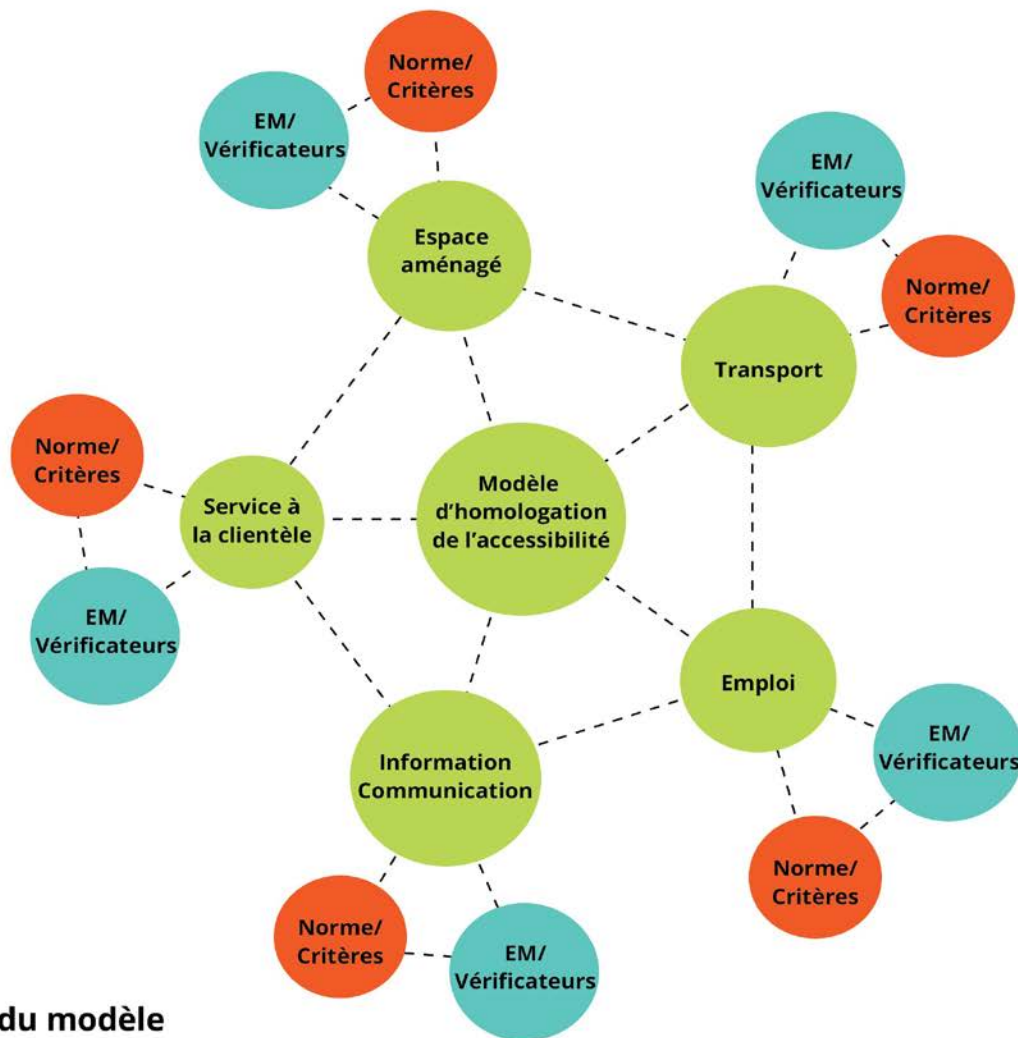 Norme/
Critères
EM/
Vérificateurs
EM/
Vérificateurs
Espace
aménagé
Norme/
Critères
Transport
Norme/
Critères
Modèle
d’homologation
de l’accessibilité
Service à
la clientèle
EM/
Vérificateurs
Emploi
EM/
Vérificateurs
Information
Communication
Norme/
Critères
Norme/
Critères
EM/
Vérificateurs
du modèle